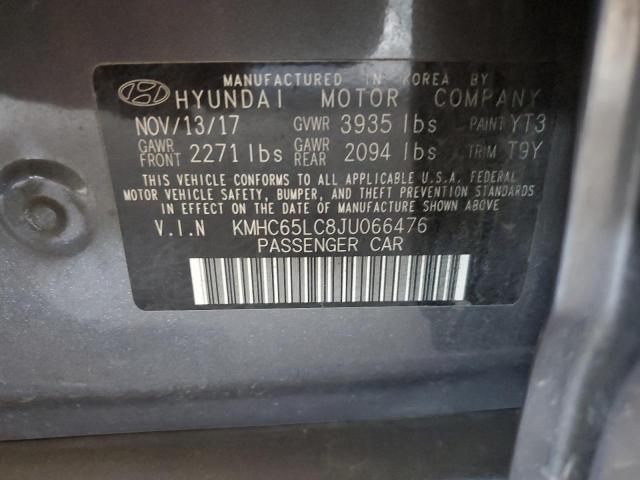 MANUFACTURED IN KOREA BY
HYUNDAI MOTOR COMPANY
NOV/13/17 GVWR 3935 lbs PAINT YT3
GAWR FRONT 2271 lbs GAWR REAR 2094 lbs TRIM T9Y
THIS VEHICLE CONFORMS TO ALL APPLICABLE U.S.A. FEDERAL
MOTOR VEHICLE SAFETY, BUMPER, AND THEFT PREVENTION STANDARDS
IN EFFECT ON THE DATE OF MANUFACTURE SHOWN ABOVE.
V.I.N KMHC65LC8JU066476
PASSENGER CAR